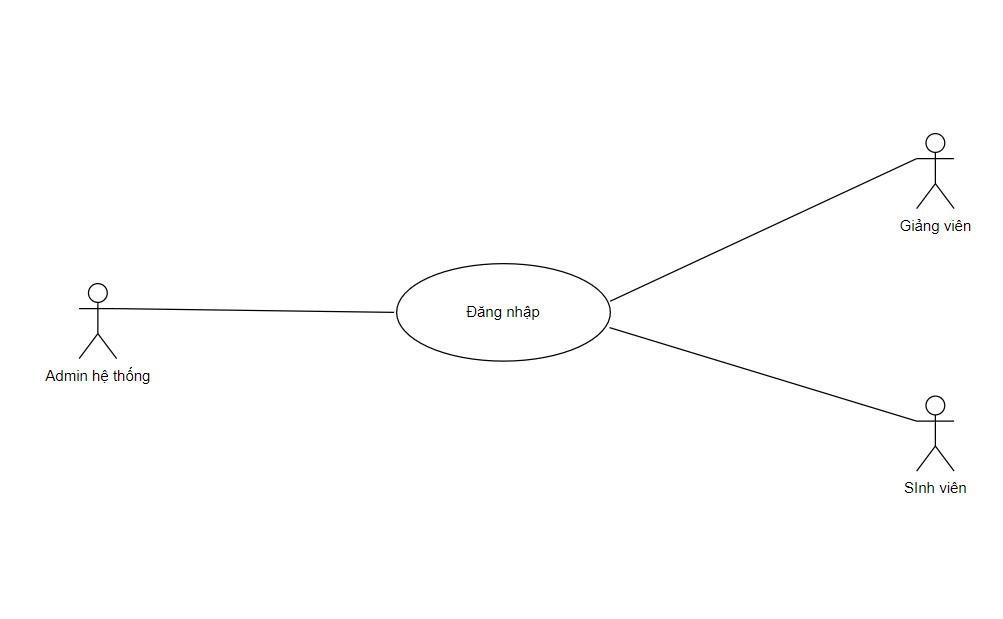 Giảng viên
Đăng nhập
Admin hệ thống
SInh viên